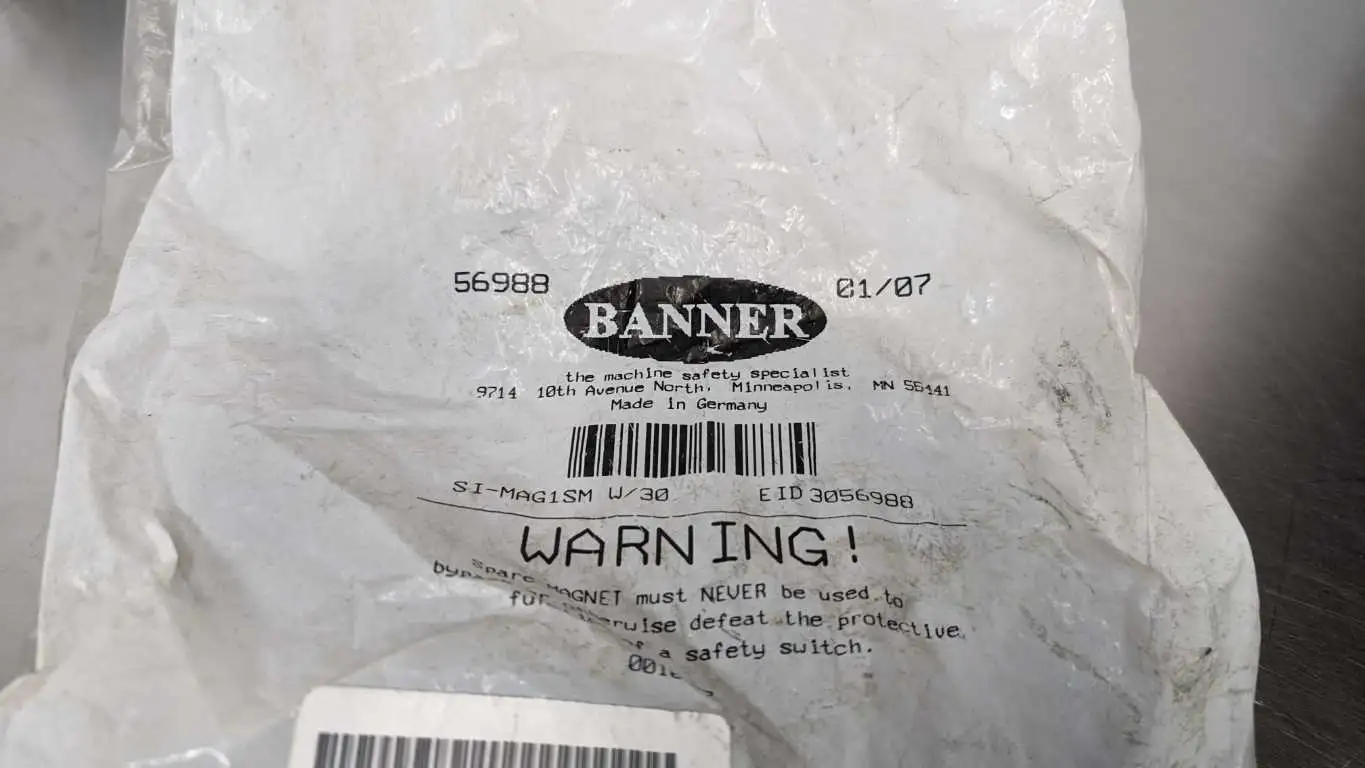 56988 BANNER 01/07
the machine safety specialist
9714 10th Avenue North, Minneapolis, MN 55441
Made in Germany
SI-MAG1SM W/30 EID 3056988
WARNING!
Spare MAGNET must NEVER be used to
defeat the protective
a safety switch.